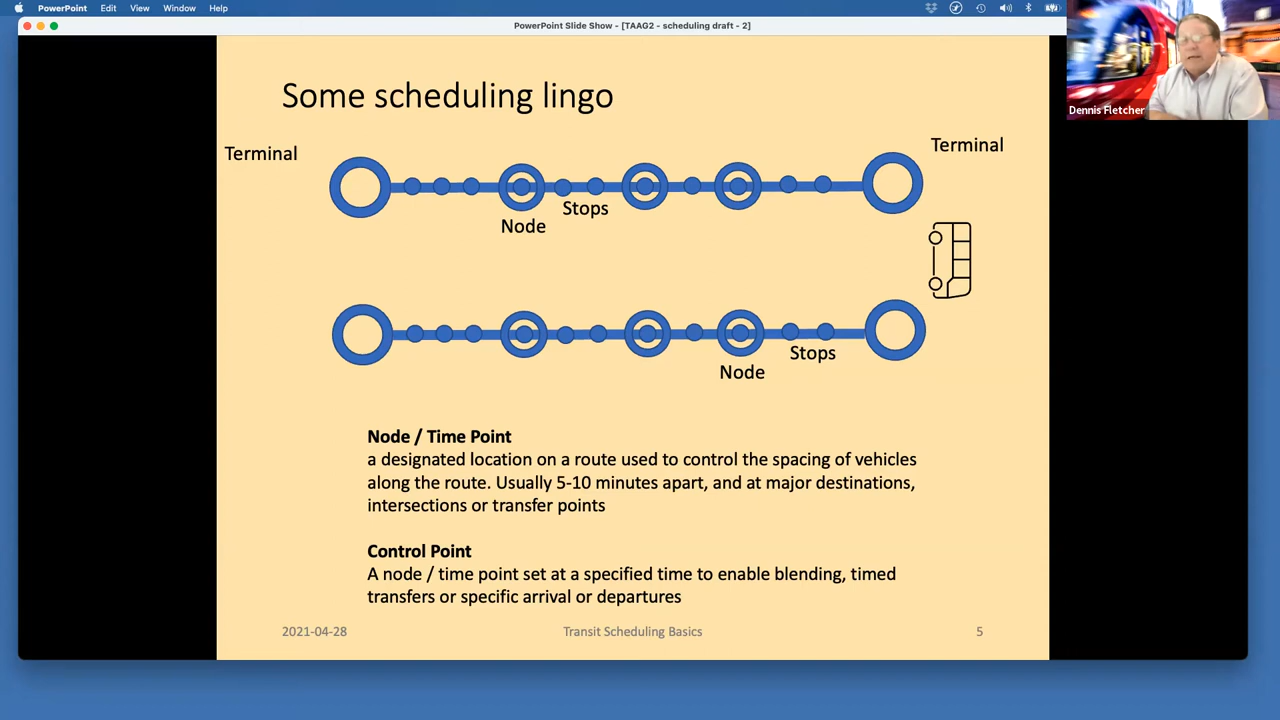 PowerPoint Edit View Window Help
PowerPoint Slide Show - [TAAG2 - scheduling draft - 2]
Dennis Fletcher
Some scheduling lingo
Terminal
Terminal
Stops
Node
Stops
Node
Node / Time Point
a designated location on a route used to control the spacing of vehicles
along the route. Usually 5-10 minutes apart, and at major destinations,
intersections or transfer points
Control Point
A node / time point set at a specified time to enable blending, timed
transfers or specific arrival or departures
2021-04-28 Transit Scheduling Basics 5